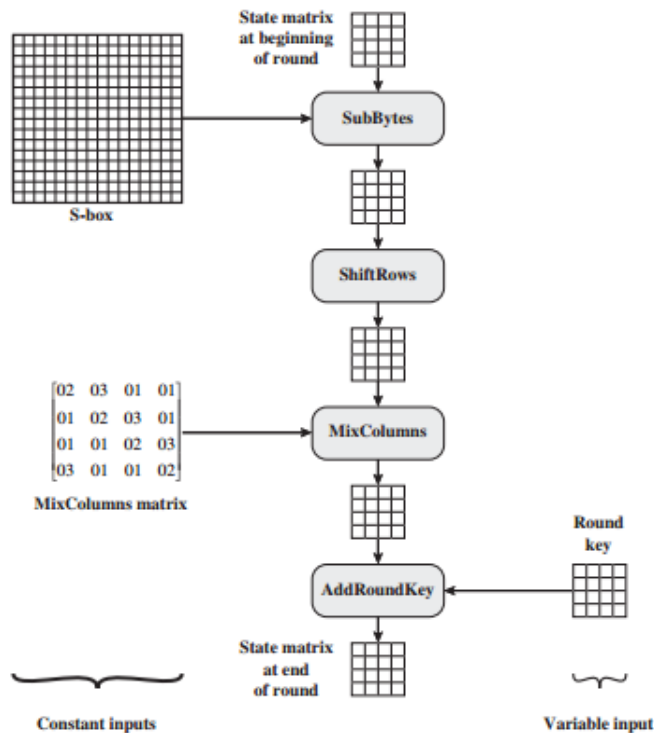 State matrix
at beginning
of round
SubBytes
S-box
ShiftRows
02 03 01 01
01 02 03 01
01 01 02 03
03 01 01 02
MixColumns
MixColumns matrix
Round
key
AddRoundKey
State matrix
at end
of round
Constant inputs
Variable input